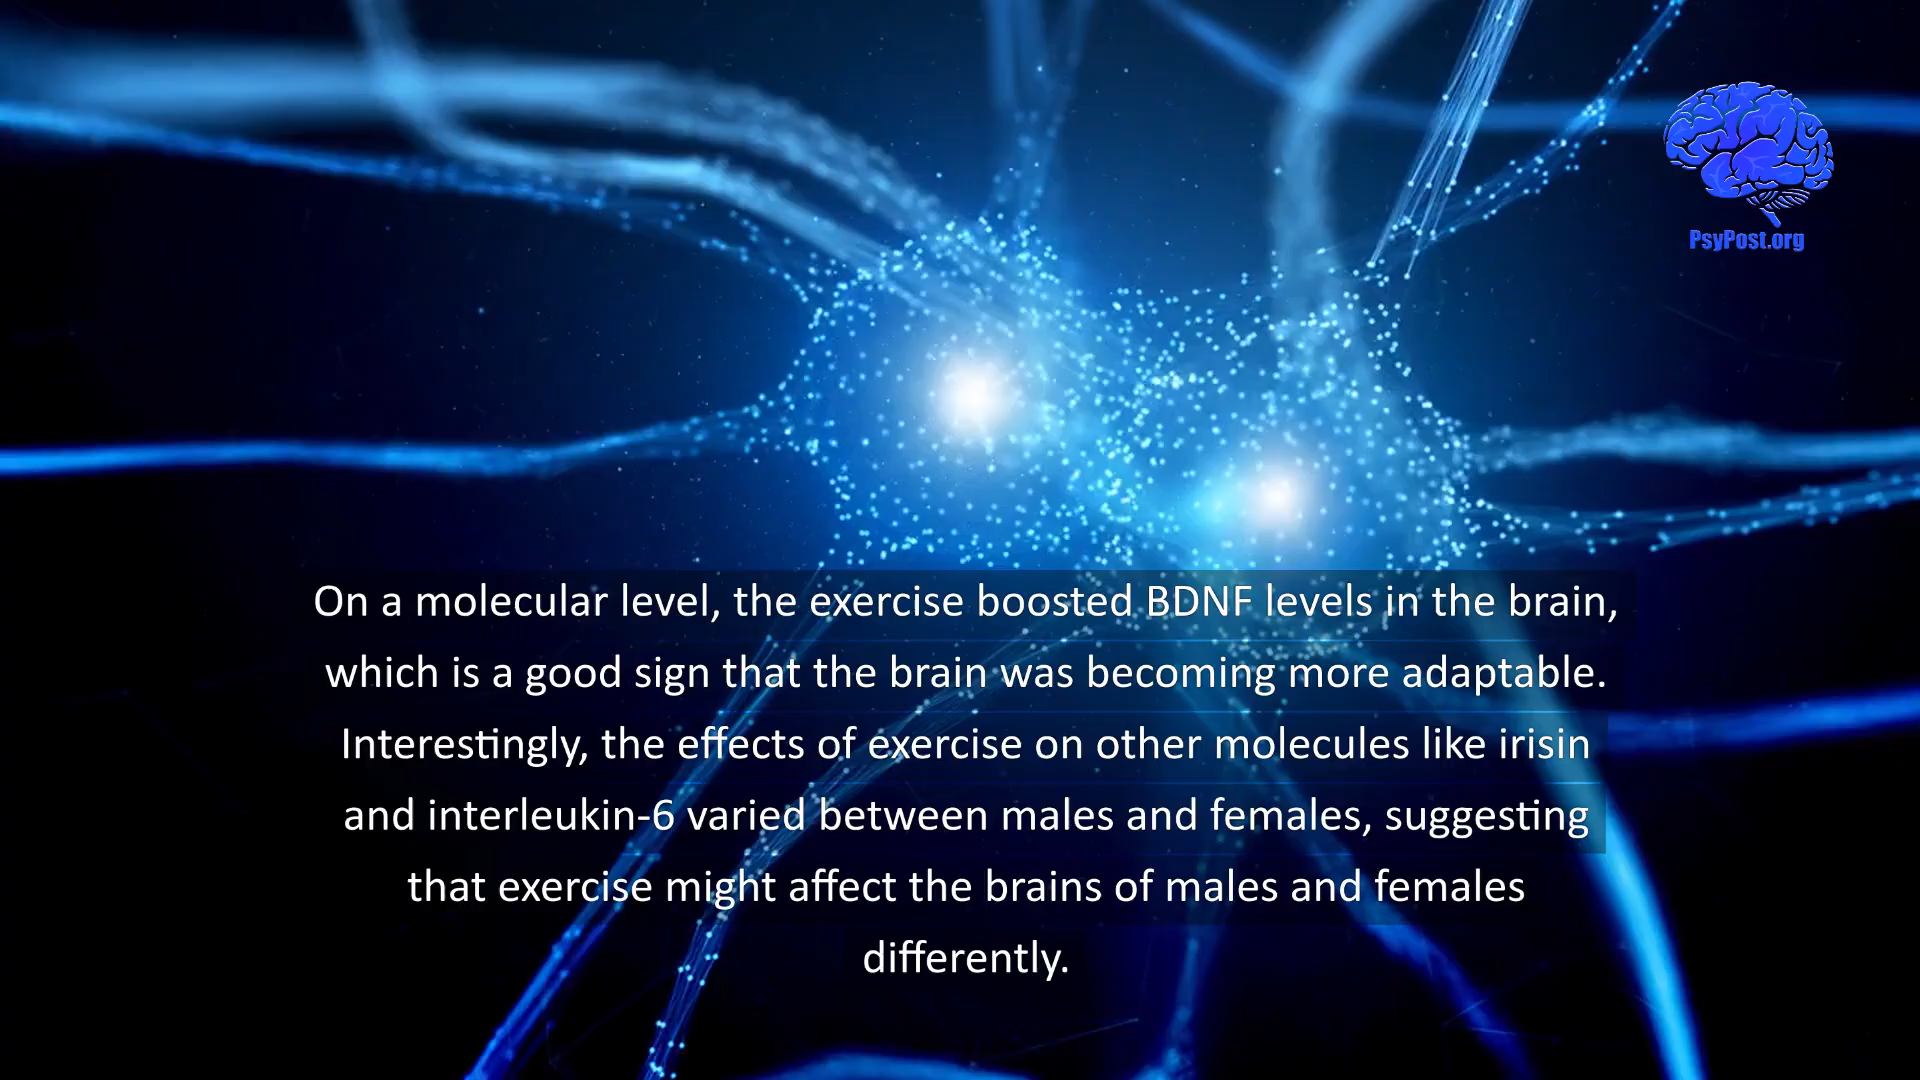 PsyPost.org
On a molecular level, the exercise boosted BDNF levels in the brain,
which is a good sign that the brain was becoming more adaptable.
Interestingly, the effects of exercise on other molecules like irisin
and interleukin-6 varied between males and females, suggesting
that exercise might affect the brains of males and females
differently.